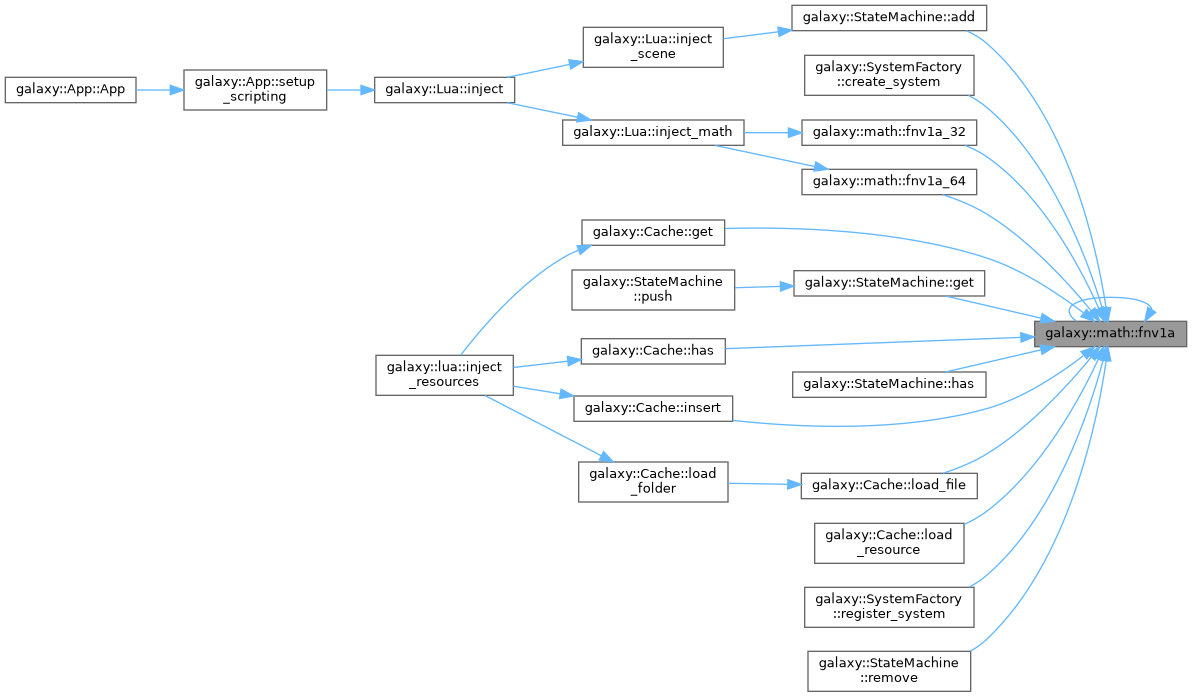 galaxy::StateMachine::add
galaxy::Lua::inject
_scene
galaxy::SystemFactory
::create_system
galaxy::App::App
galaxy::App::setup
_scripting
galaxy::Lua::inject
galaxy::Lua::inject_math
galaxy::math::fnv1a_32
galaxy::math::fnv1a_64
galaxy::Cache::get
galaxy::StateMachine
::push
galaxy::StateMachine::get
galaxy::math::fnv1a
galaxy::Cache::has
galaxy::lua::inject
_resources
galaxy::StateMachine::has
galaxy::Cache::insert
galaxy::Cache::load
_folder
galaxy::Cache::load_file
galaxy::Cache::load
_resource
galaxy::SystemFactory
::register_system
galaxy::StateMachine
::remove